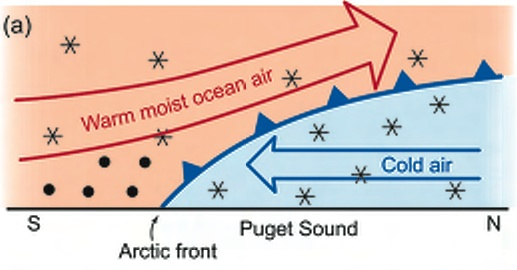 (a)
Warm moist ocean air
Cold air
S
Puget Sound
N
Arctic front